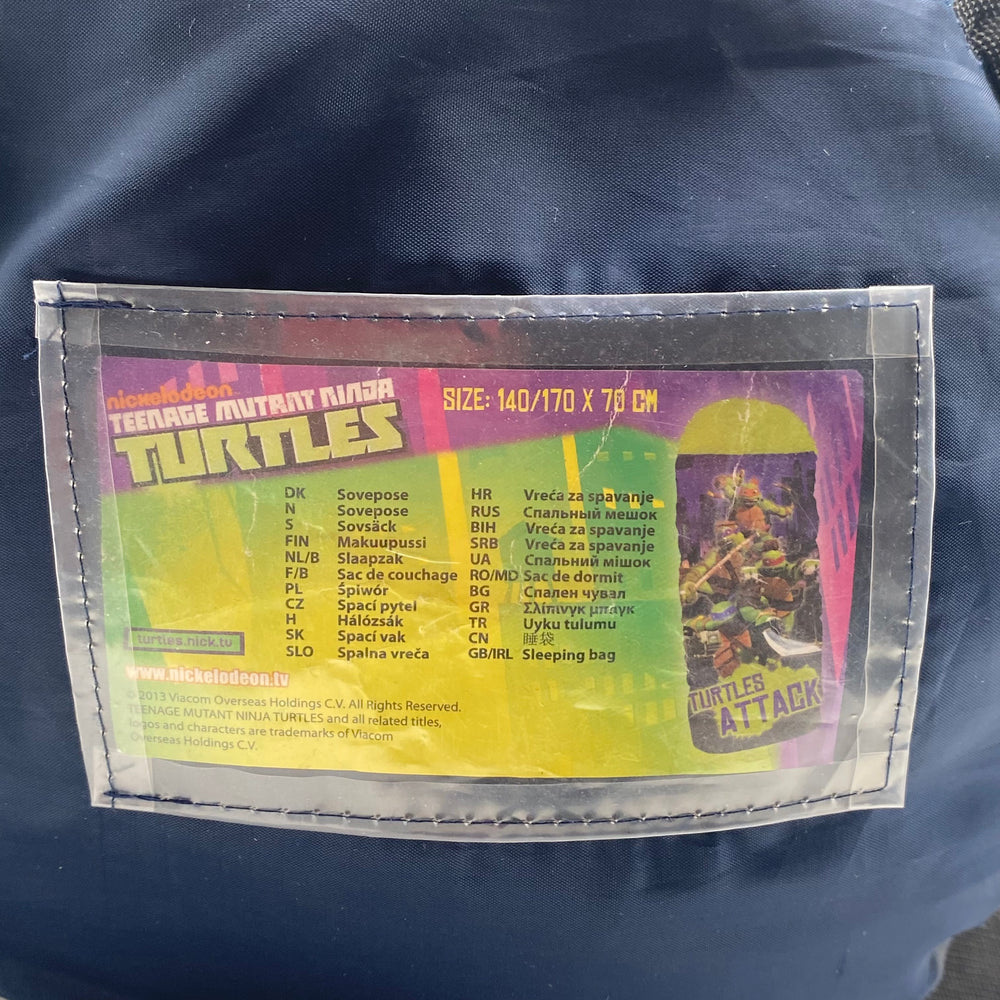 nickelodeon
TEENAGE MUTANT NINJA
TURTLES
SIZE: 140/170 X 70 CM
DK Sovepose
N Sovepose
S Sovsäck
FIN Makuupussi
NL/B Slaapzak
F/B Sac de couchage
PL Śpiwór
CZ Spací pytel
H Hálózsák
SK Spací vak
SLO Spalna vreča
HR Vreća za spavanje
RUS Спальный мешок
BIH Vreća za spavanje
SRB Vreća za spavanje
UA Спальний мішок
RO/MD Sac de dormit
BG Спален чувал
GR Σλίπινγκ μπαγκ
TR Uyku tulumu
CN 睡袋
GB/IRL Sleeping bag
turtles.nick.tv
www.nickelodeon.tv
© 2013 Viacom Overseas Holdings C.V. All Rights Reserved.
TEENAGE MUTANT NINJA TURTLES and all related titles,
logos and characters are trademarks of Viacom
Overseas Holdings C.V.
TURTLES
ATTACK